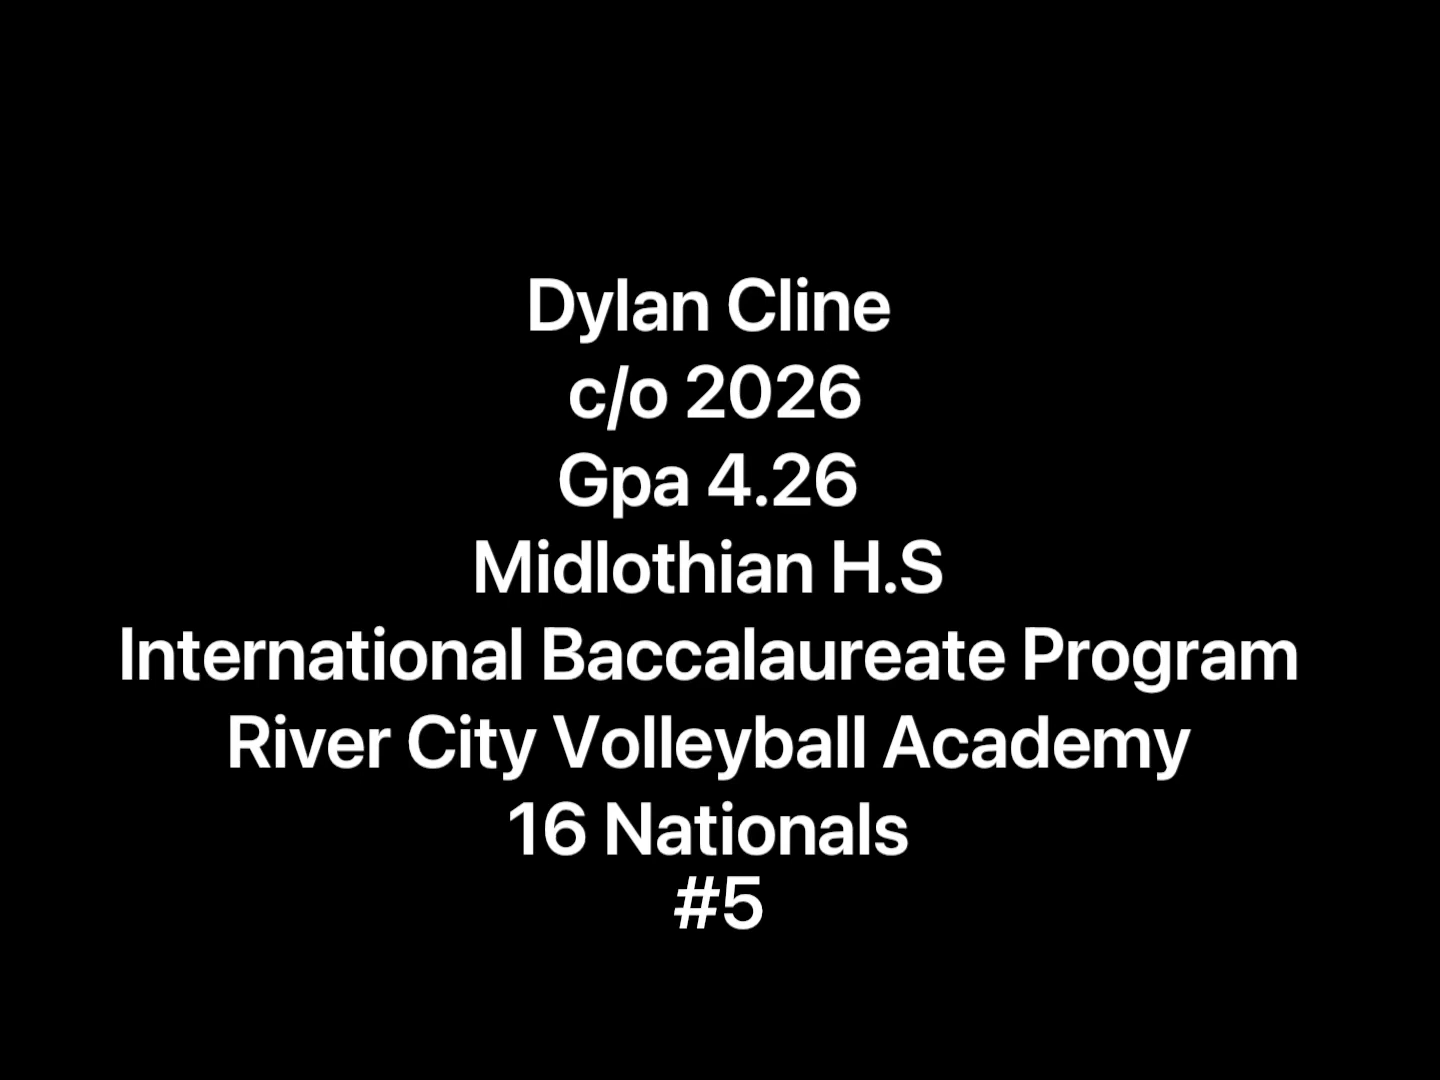 Dylan Cline
c/o 2026
Gpa 4.26
Midlothian H.S
International Baccalaureate Program
River City Volleyball Academy
16 Nationals
#5